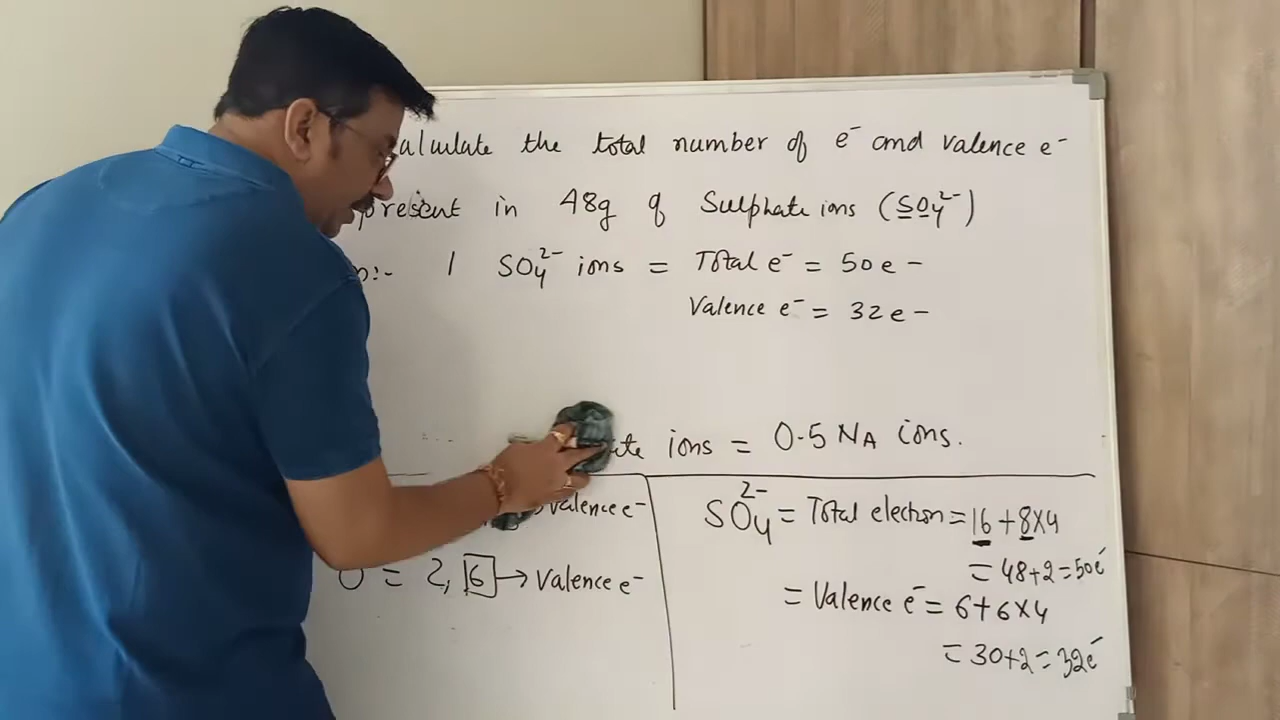 alculate the total number of e⁻ and valence e⁻
present in 48g of Sulphate ions (SO₄²⁻)
n:- 1 SO₄²⁻ ions = Total e⁻ = 50e-
Valence e⁻ = 32e-
ions = 0.5 NA ions.
valence e⁻
O = 2, 6 → Valence e⁻
SO₄²⁻ = Total electron = 16 + 8×4
= 48+2 = 50e⁻
= Valence e⁻ = 6+6×4
= 30+2 = 32e⁻